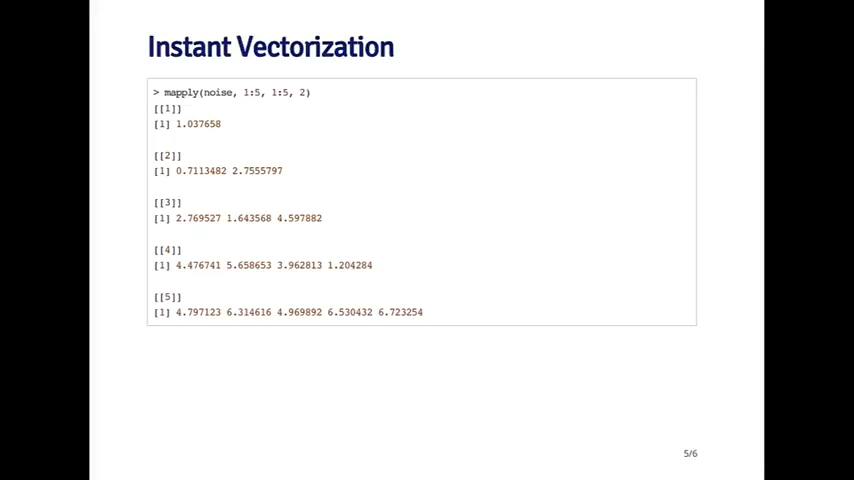 Instant Vectorization
> mapply(noise, 1:5, 1:5, 2)
[[1]]
[1] 1.037658
[[2]]
[1] 0.7113482 2.7555797
[[3]]
[1] 2.769527 1.643568 4.597882
[[4]]
[1] 4.476741 5.658653 3.962813 1.204284
[[5]]
[1] 4.797123 6.314616 4.969892 6.530432 6.723254
5/6